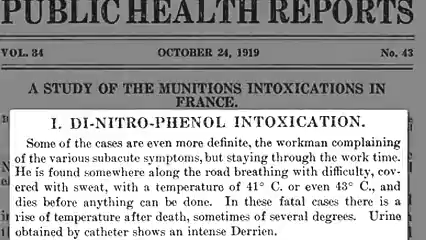 PUBLIC HEALTH REPORTS
VOL. 34 OCTOBER 24, 1919 No. 43
A STUDY OF THE MUNITIONS INTOXICATIONS IN
FRANCE.
I. DI-NITRO-PHENOL INTOXICATION.
Some of the cases are even more definite, the workman complaining
of the various subacute symptoms, but staying through the work time.
He is found somewhere along the road breathing with difficulty, cov-
ered with sweat, with a temperature of 41° C. or even 43° C., and
dies before anything can be done. In these fatal cases there is a
rise of temperature after death, sometimes of several degrees. Urine
obtained by catheter shows an intense Derrien.